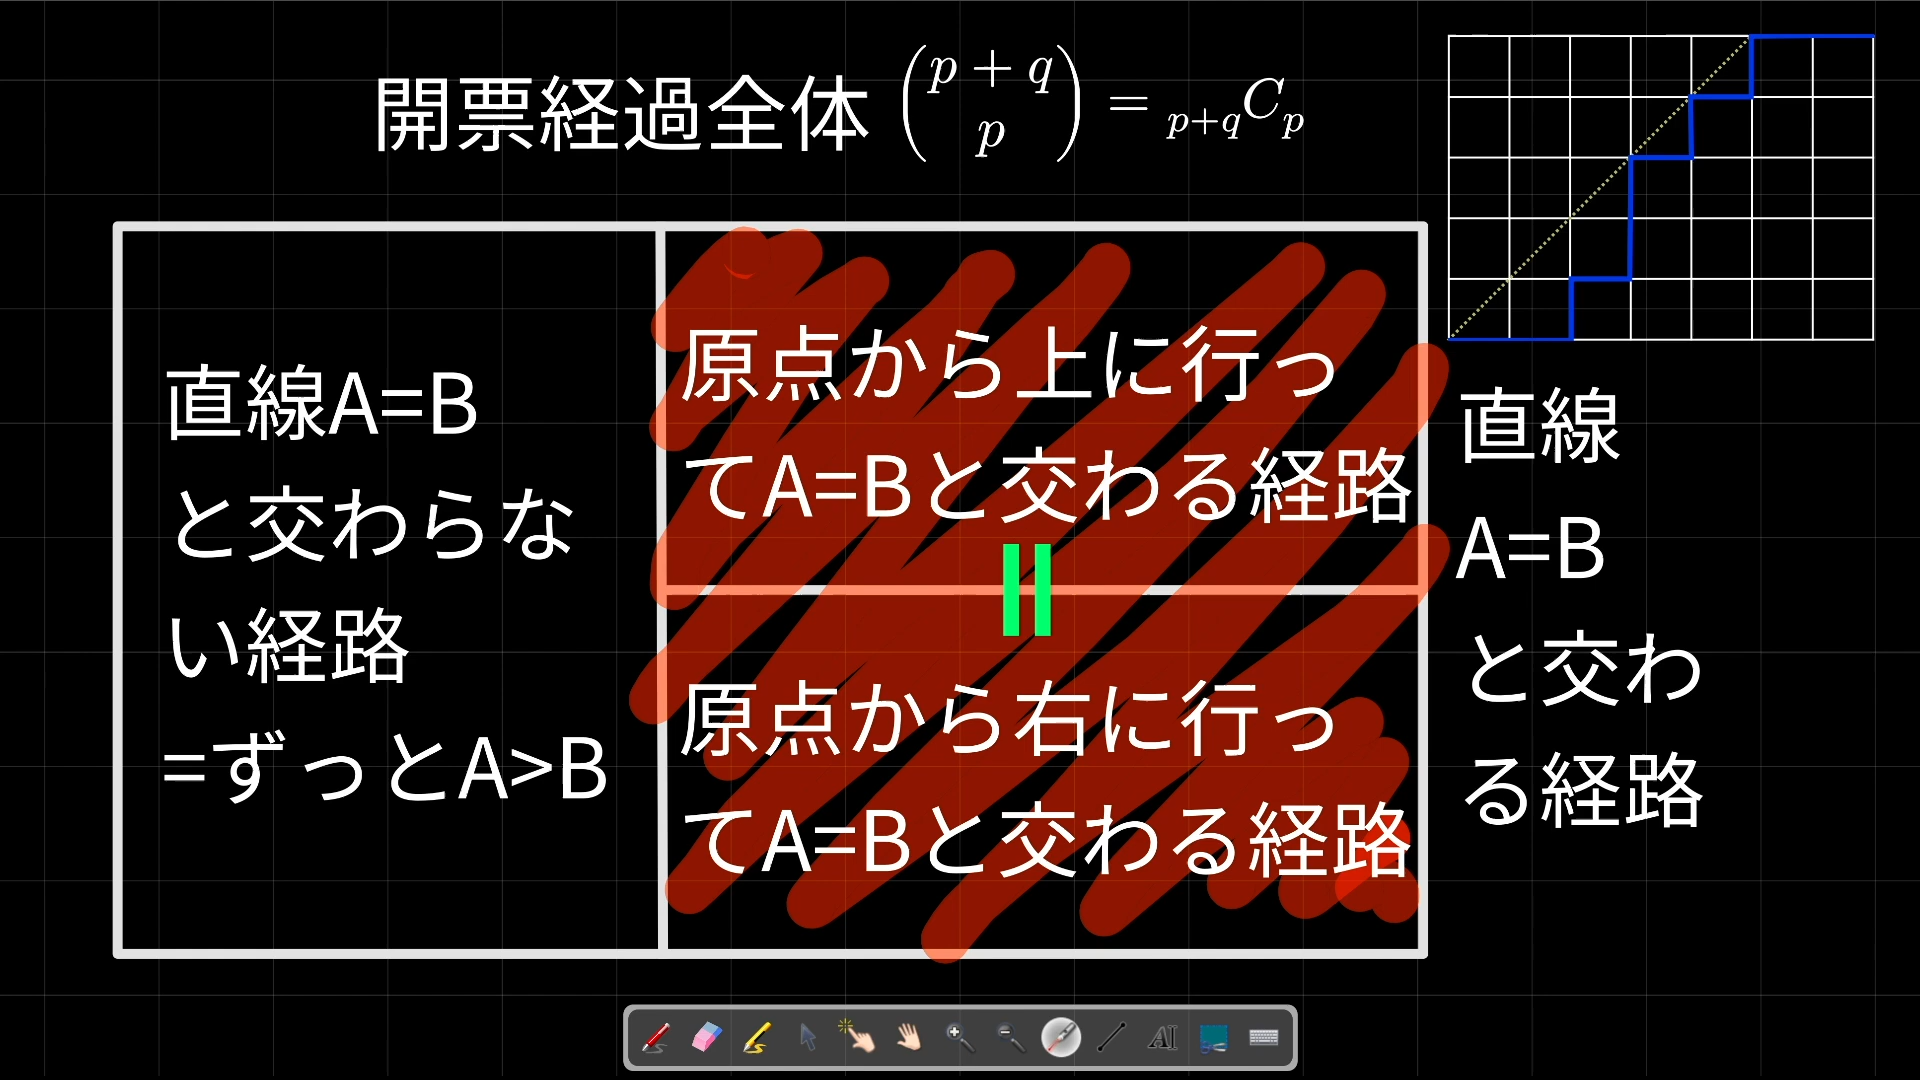 開票経過全体 \binom{p+q}{p} = {}_{p+q}C_p
直線A=B
と交わらな
い経路
=ずっとA>B
原点から上に行っ
てA=Bと交わる経路
原点から右に行っ
てA=Bと交わる経路
直線
A=B
と交わ
る経路
AI